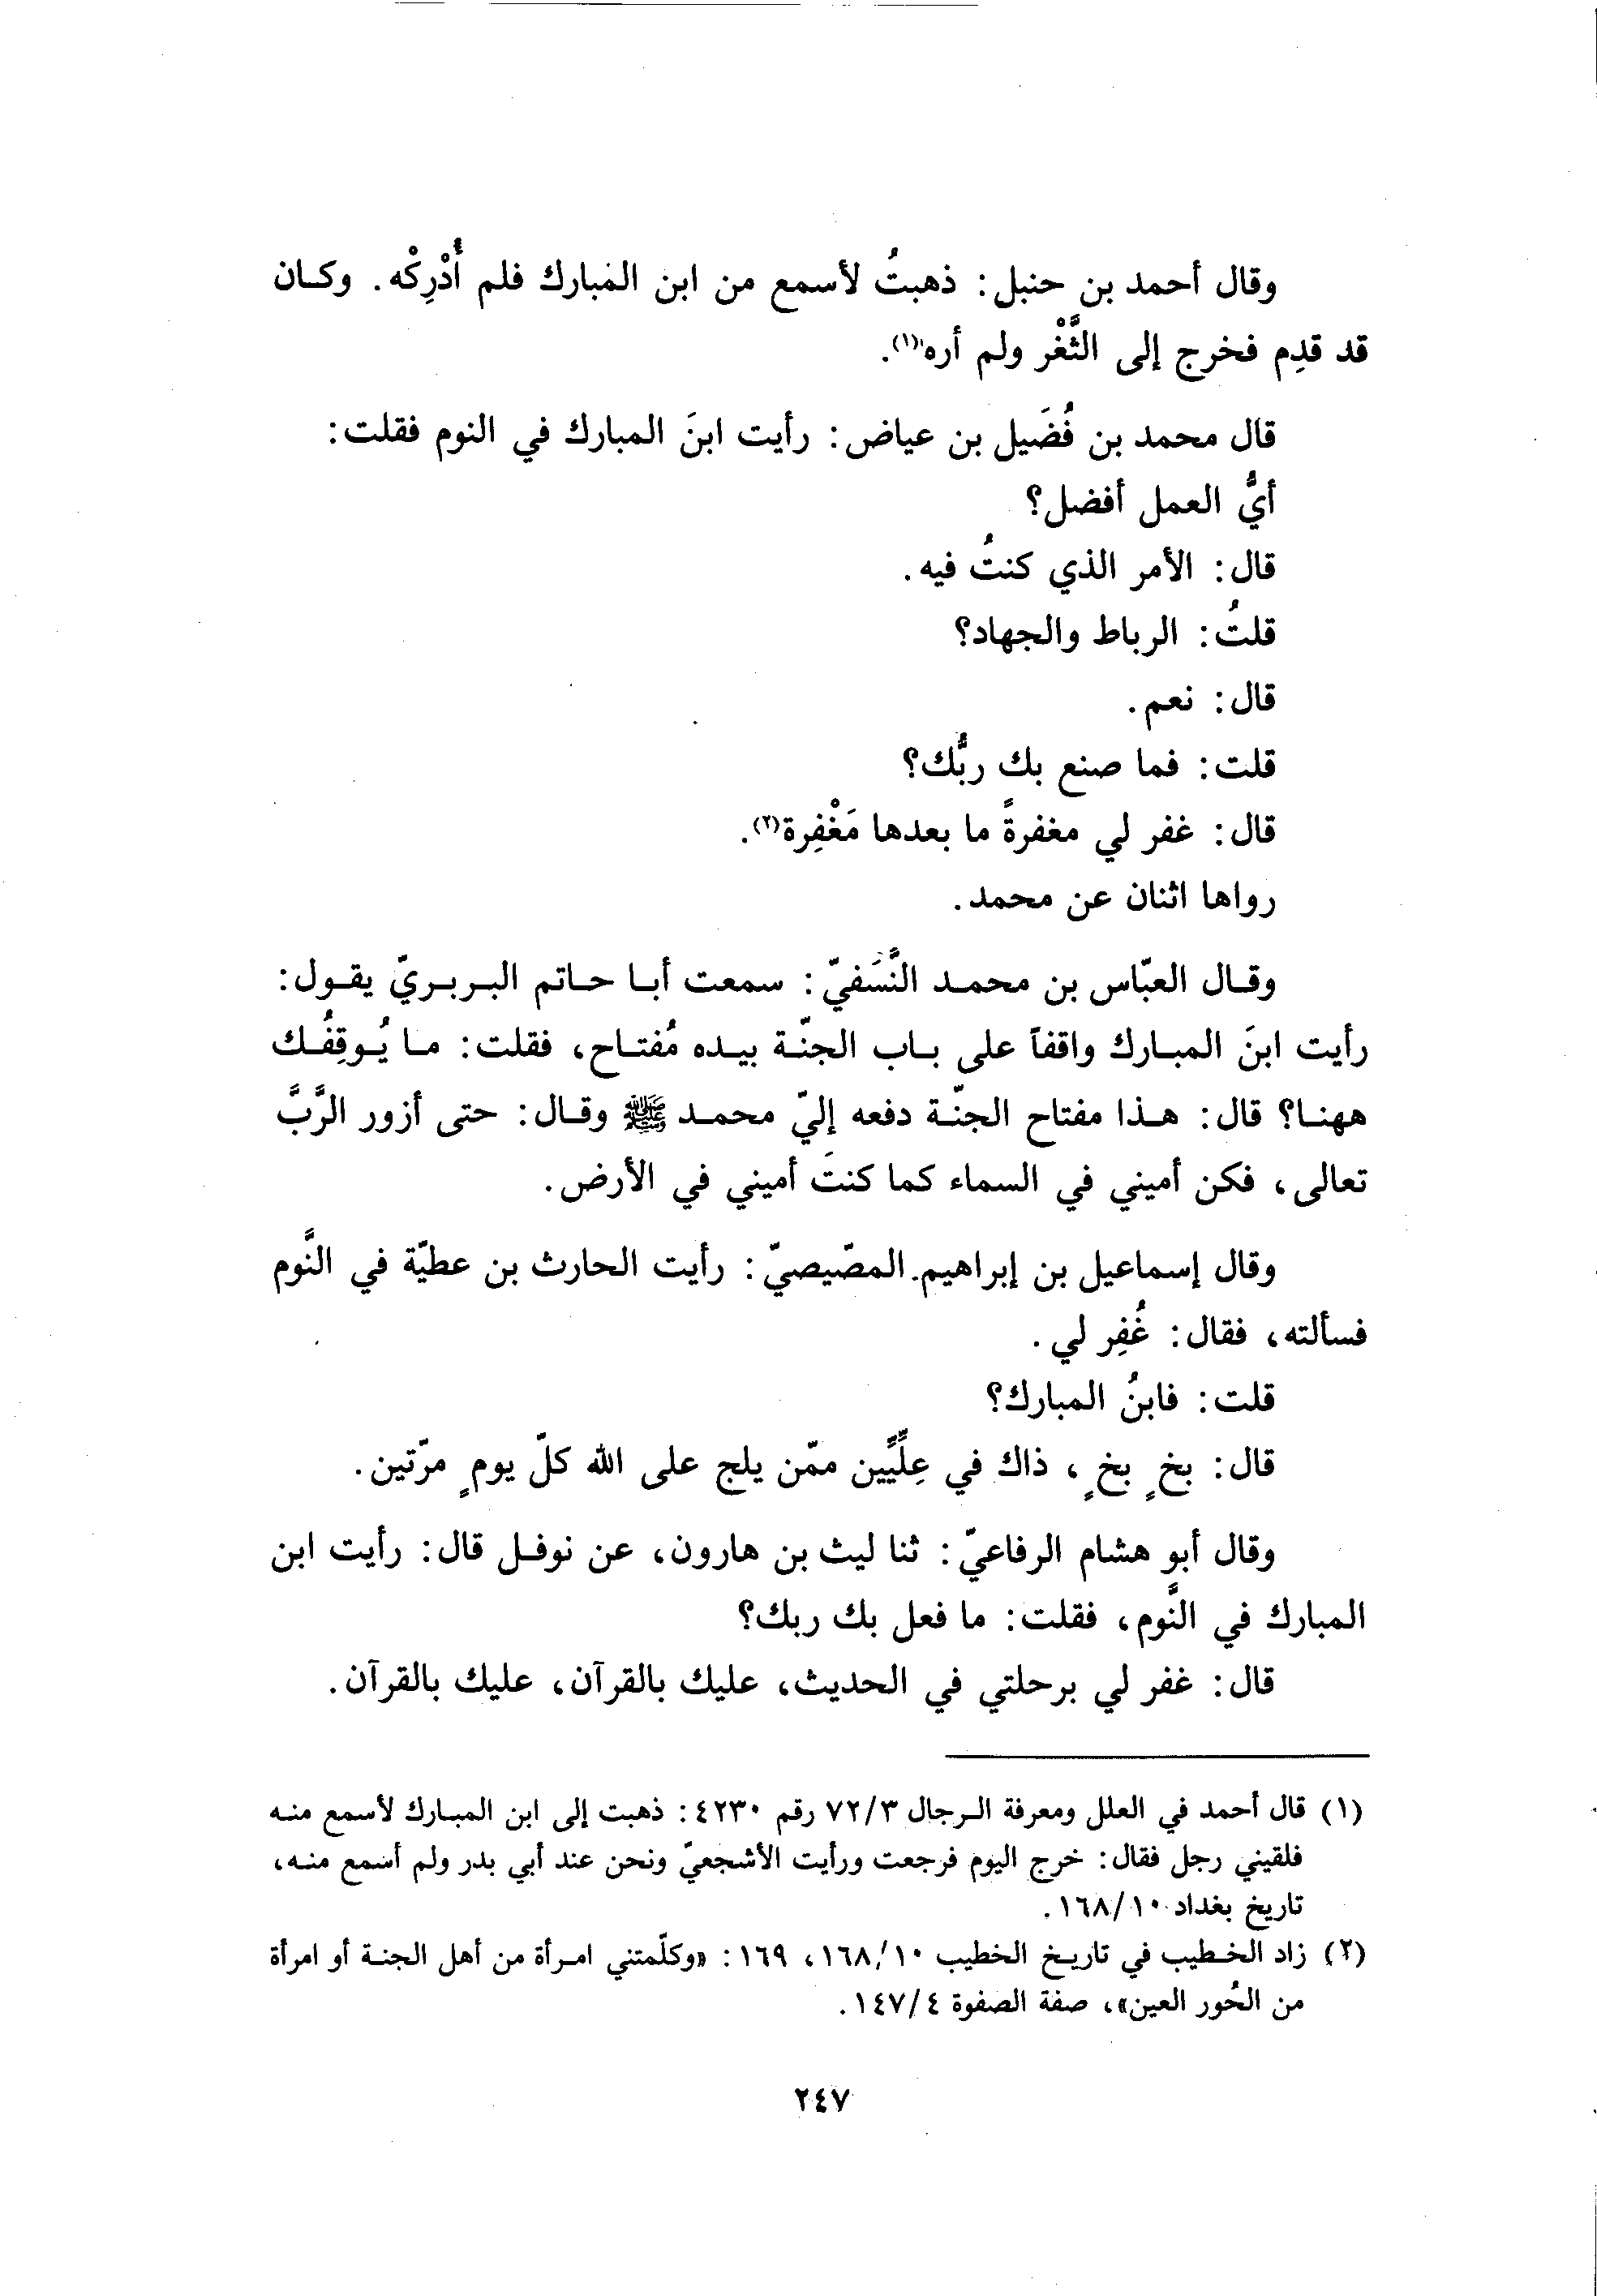 وقال أحمد بن حنبل: ذهبتُ لأسمع من ابن المبارك فلم أُدْرِكْه. وكان
قد قدِم فخرج إلى الثَّغْر ولم أره(١).
قال محمد بن فُضَيل بن عياض: رأيت ابنَ المبارك في النوم فقلت:
أيُّ العمل أفضل؟
قال: الأمر الذي كنتُ فيه.
قلتُ: الرباط والجهاد؟
قال: نعم.
قلت: فما صنع بك ربُّك؟
قال: غفر لي مغفرةً ما بعدها مَغْفِرة(٢).
رواها اثنان عن محمد.
وقال العبّاس بن محمد النَّسَفيّ: سمعت أبا حاتم البربريّ يقول:
رأيت ابنَ المبارك واقفاً على باب الجنّة بيده مُفتاح، فقلت: ما يُوقِفُك
ههنا؟ قال: هذا مفتاح الجنّة دفعه إليّ محمد ﷺ وقال: حتى أزور الرَّبَّ
تعالى، فكن أميني في السماء كما كنتَ أميني في الأرض.
وقال إسماعيل بن إبراهيم المصّيصيّ: رأيت الحارث بن عطيّة في النَّوم
فسألته، فقال: غُفِر لي.
قلت: فابنُ المبارك؟
قال: بخٍ بخٍ، ذاك في عِلِّيِّين ممّن يلج على الله كلّ يومٍ مرّتين.
وقال أبو هشام الرفاعيّ: ثنا ليث بن هارون، عن نوفل قال: رأيت ابن
المبارك في النَّوم، فقلت: ما فعل بك ربك؟
قال: غفر لي برحلتي في الحديث، عليك بالقرآن، عليك بالقرآن.
(١) قال أحمد في العلل ومعرفة الرجال ٧٢/٣ رقم ٤٢٣٠: ذهبت إلى ابن المبارك لأسمع منه
فلقيني رجل فقال: خرج اليوم فرجعت ورأيت الأشجعيّ ونحن عند أبي بدر ولم أسمع منه،
تاريخ بغداد ١٦٨/١٠.
(٢) زاد الخطيب في تاريخ الخطيب ١٦٨/١٠، ١٦٩: «وكلّمتني امرأة من أهل الجنة أو امرأة
من الحُور العين»، صفة الصفوة ١٤٧/٤.
٢٤٧